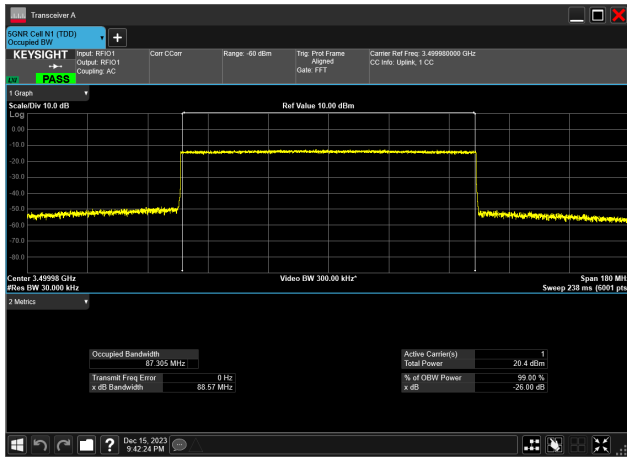 Transceiver A
5GNR Cell N1 (TDD)
Occupied BW
KEYSIGHT
LXI
PASS
Input: RFIO1
Output: RFIO1
Coupling: AC
Corr CCorr
Range: -60 dBm
Trig: Prot Frame
Aligned
Gate: FFT
Carrier Ref Freq: 3.499980000 GHz
CC Info: Uplink, 1 CC
1 Graph
Scale/Div 10.0 dB
Ref Value 10.00 dBm
Log
0.00
-10.0
-20.0
-30.0
-40.0
-50.0
-60.0
-70.0
-80.0
Center 3.49998 GHz
Video BW 300.00 kHz*
Span 180 MH
#Res BW 30.000 kHz
Sweep 238 ms (6001 pts
2 Metrics
Occupied Bandwidth
87.305 MHz
Transmit Freq Error 0 Hz
x dB Bandwidth 88.57 MHz
Active Carrier(s) 1
Total Power 20.4 dBm
% of OBW Power 99.00 %
x dB -26.00 dB
?
Dec 15, 2023
9:42:24 PM